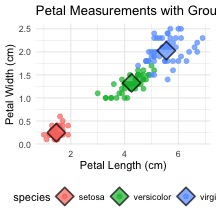 Petal Measurements with Grou
Petal Width (cm)
2.5
2.0
1.5
1.0
0.5
0.0
2
4
6
Petal Length (cm)
species setosa versicolor virgi